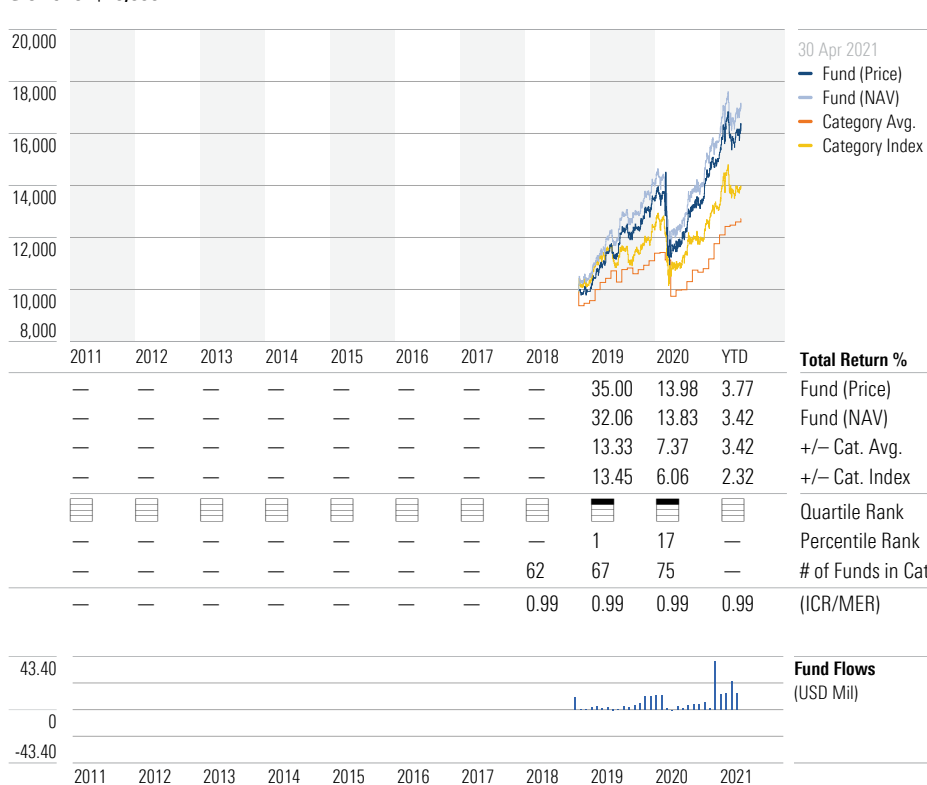 20,000
18,000
16,000
14,000
12,000
10,000
8,000
30 Apr 2021
Fund (Price)
Fund (NAV)
Category Avg.
Category Index
2011 2012 2013 2014 2015 2016 2017 2018 2019 2020 YTD Total Return %
— — — — — — — — 35.00 13.98 3.77 Fund (Price)
— — — — — — — — 32.06 13.83 3.42 Fund (NAV)
— — — — — — — — 13.33 7.37 3.42 +/– Cat. Avg.
— — — — — — — — 13.45 6.06 2.32 +/– Cat. Index
Quartile Rank
— — — — — — — — 1 17 — Percentile Rank
— — — — — — — 62 67 75 — # of Funds in Cat
— — — — — — — 0.99 0.99 0.99 0.99 (ICR/MER)
43.40 Fund Flows
(USD Mil)
0
-43.40
2011 2012 2013 2014 2015 2016 2017 2018 2019 2020 2021